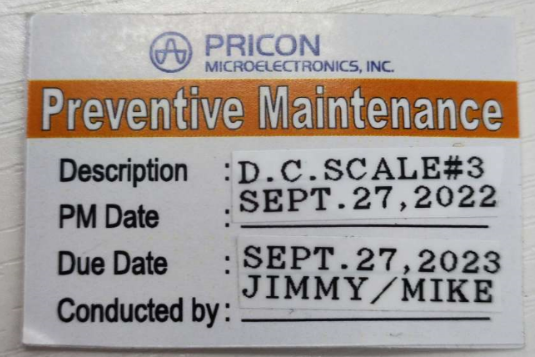 PRICON
MICROELECTRONICS, INC.
Preventive Maintenance
Description : D.C.SCALE#3
PM Date : SEPT.27,2022
Due Date : SEPT.27,2023
Conducted by : JIMMY/MIKE